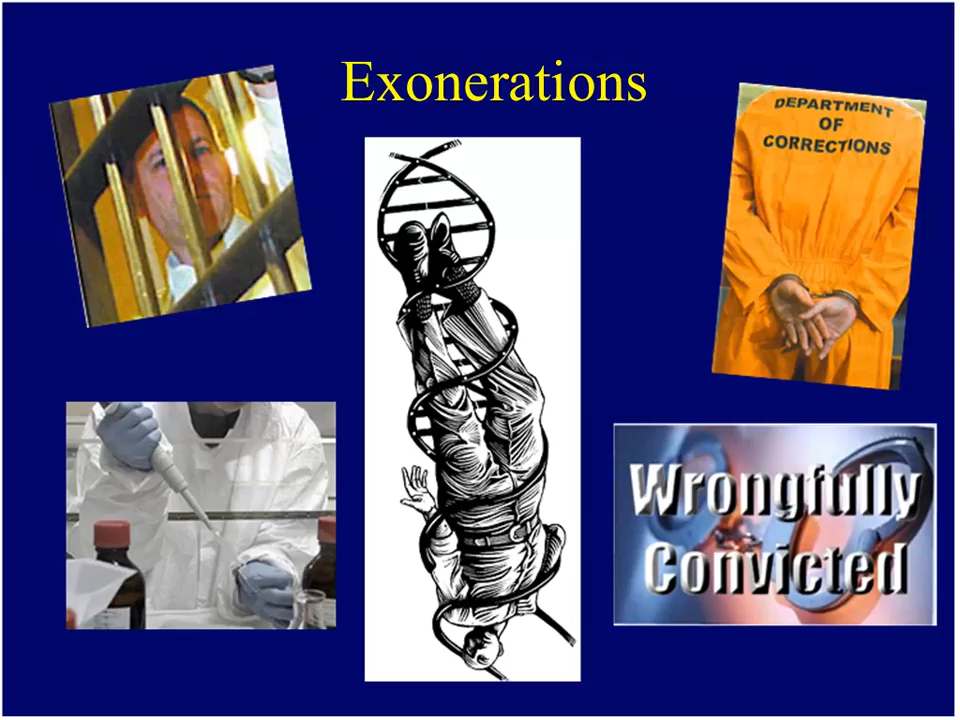 Exonerations
DEPARTMENT
OF
CORRECTIONS
Wrongfully
Convicted